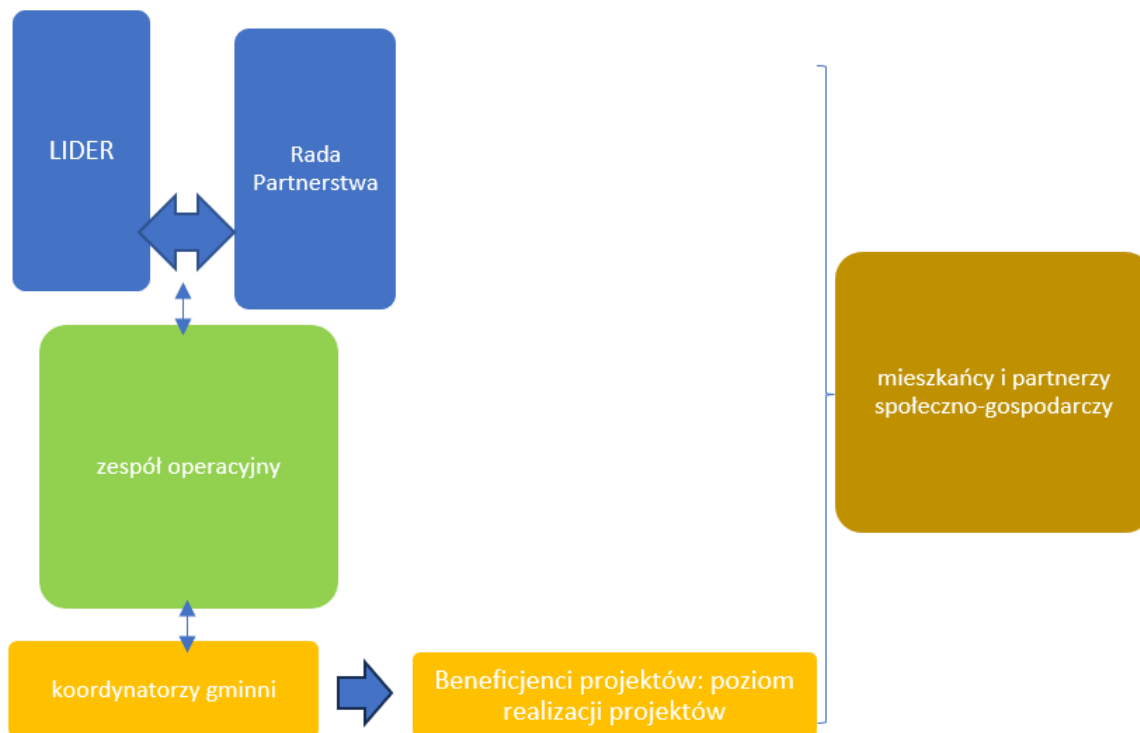 LIDER
Rada
Partnerstwa
zespół operacyjny
mieszkańcy i partnerzy
społeczno-gospodarczy
koordynatorzy gminni
Beneficjenci projektów: poziom
realizacji projektów